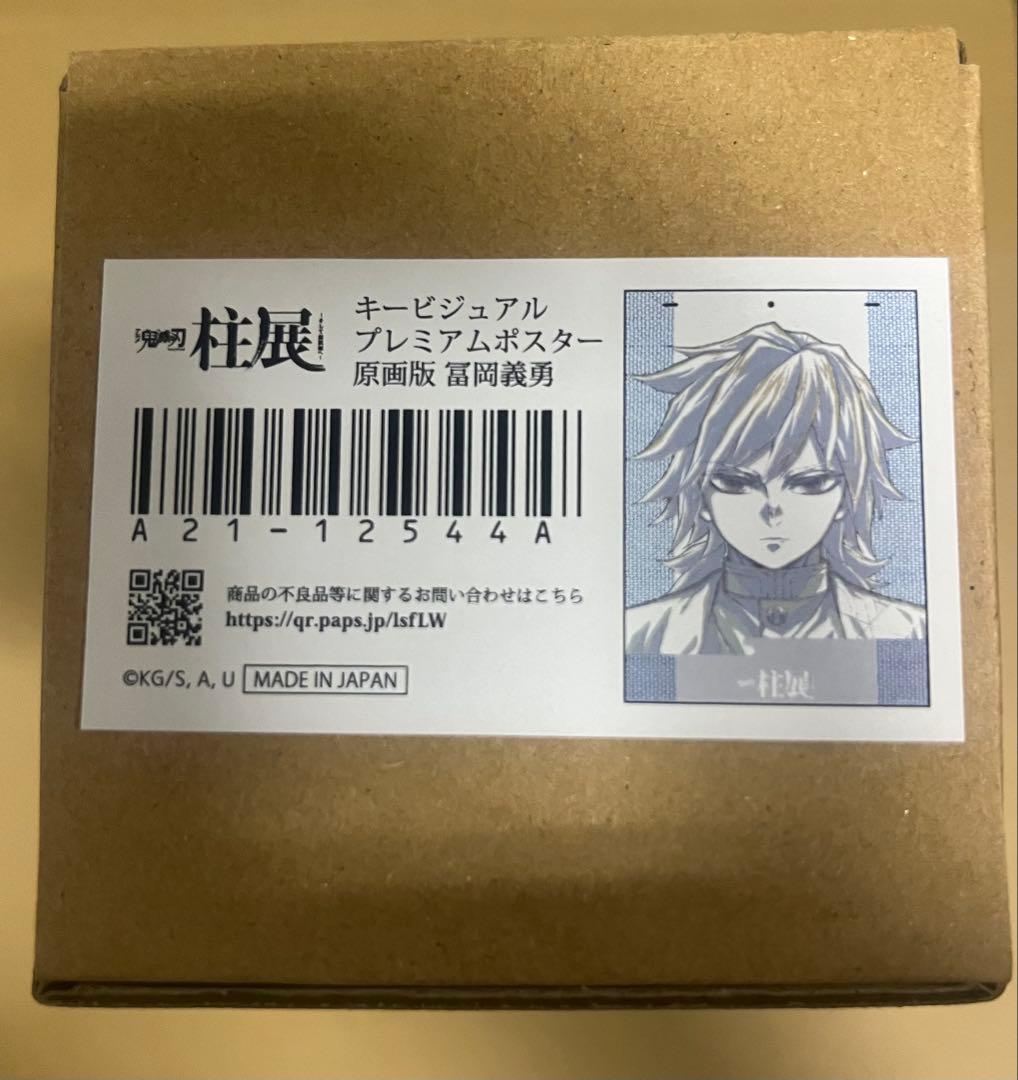 鬼滅の刃 柱展
キービジュアル
プレミアムポスター
原画版 冨岡義勇
A21-12544A
商品の不良品等に関するお問い合わせはこちら
https://qr.paps.jp/lsfLW
©KG/S, A, U MADE IN JAPAN
柱展